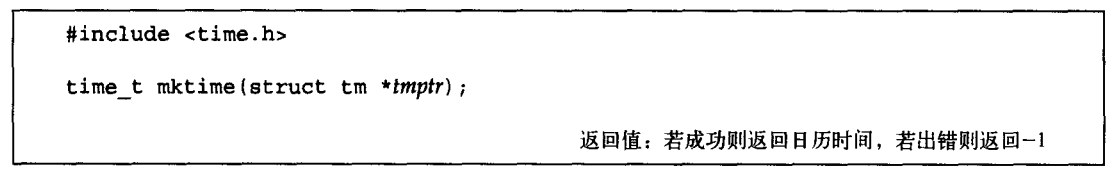 #include <time.h>
time_t mktime(struct tm *tmptr);
返回值：若成功则返回日历时间，若出错则返回-1